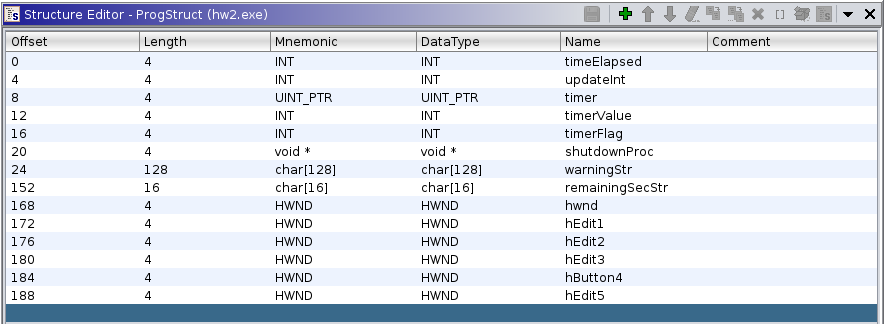 Structure Editor - ProgStruct (hw2.exe)
Offset Length Mnemonic DataType Name Comment
0 4 INT INT timeElapsed
4 4 INT INT updateInt
8 4 UINT_PTR UINT_PTR timer
12 4 INT INT timerValue
16 4 INT INT timerFlag
20 4 void * void * shutdownProc
24 128 char[128] char[128] warningStr
152 16 char[16] char[16] remainingSecStr
168 4 HWND HWND hwnd
172 4 HWND HWND hEdit1
176 4 HWND HWND hEdit2
180 4 HWND HWND hEdit3
184 4 HWND HWND hButton4
188 4 HWND HWND hEdit5